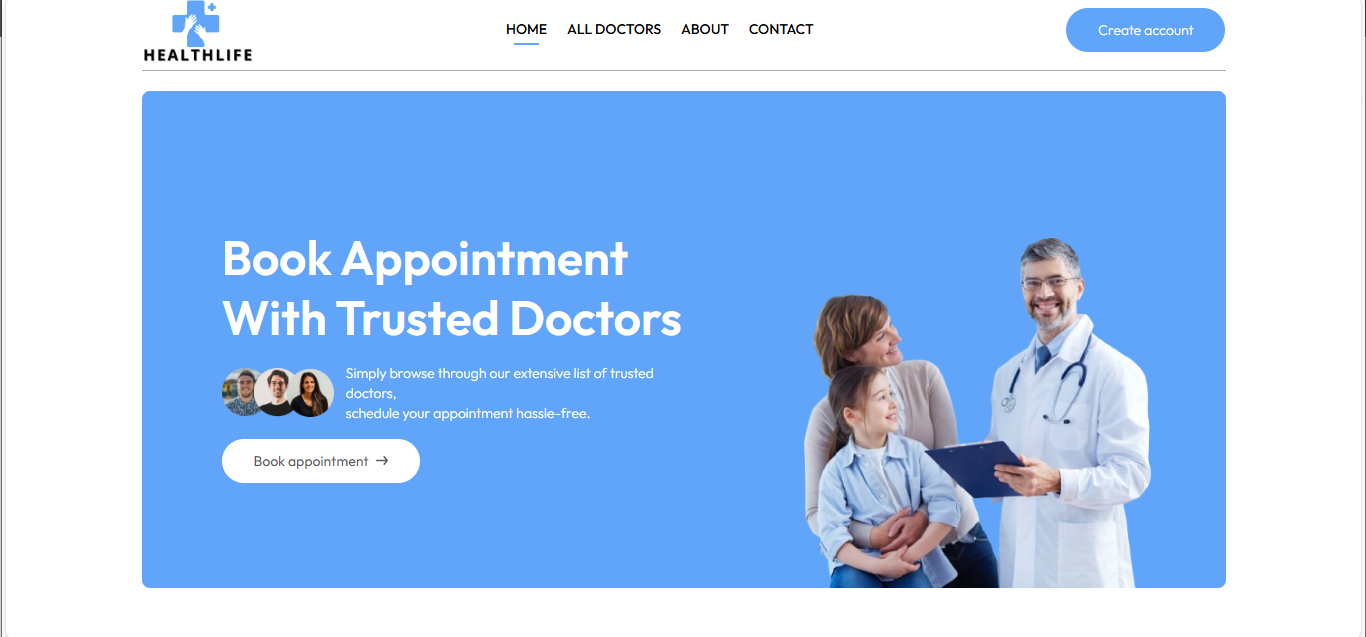 HEALTHLIFE
HOME ALL DOCTORS ABOUT CONTACT
Create account
Book Appointment
With Trusted Doctors
Simply browse through our extensive list of trusted
doctors,
schedule your appointment hassle-free.
Book appointment →